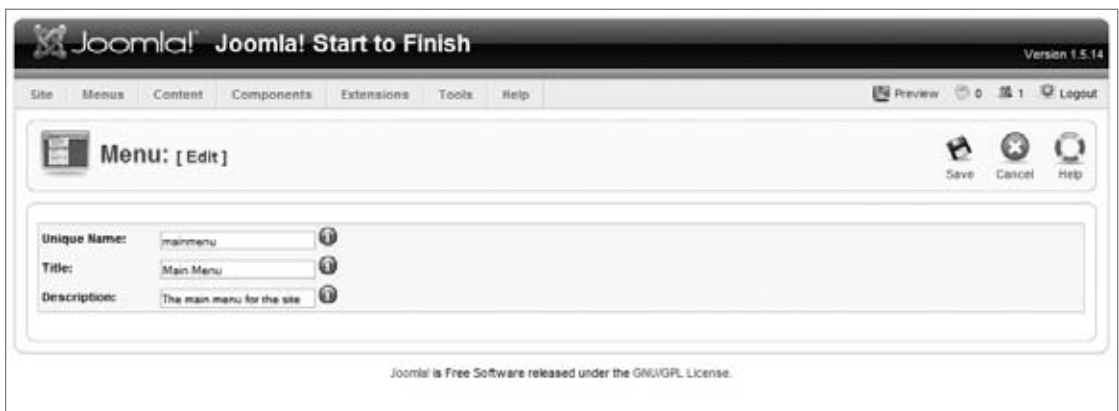 Joomla! Joomla! Start to Finish
Version 1.5.14
Site Menus Content Components Extensions Tools Help Preview 0 1 Logout
Menu: [ Edit ]
Save Cancel Help
Unique Name: mainmenu
Title: Main Menu
Description: The main menu for the site
Joomla! is Free Software released under the GNU/GPL License.